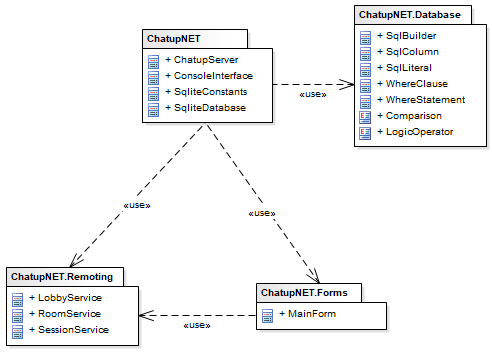 ChatupNET
+ ChatupServer
+ ConsoleInterface
+ SqliteConstants
+ SqliteDatabase
«use»
ChatupNET.Database
+ SqlBuilder
+ SqlColumn
+ SqlLiteral
+ WhereClause
+ WhereStatement
+ Comparison
+ LogicOperator
«use»
«use»
ChatupNET.Remoting
+ LobbyService
+ RoomService
+ SessionService
«use»
ChatupNET.Forms
+ MainForm